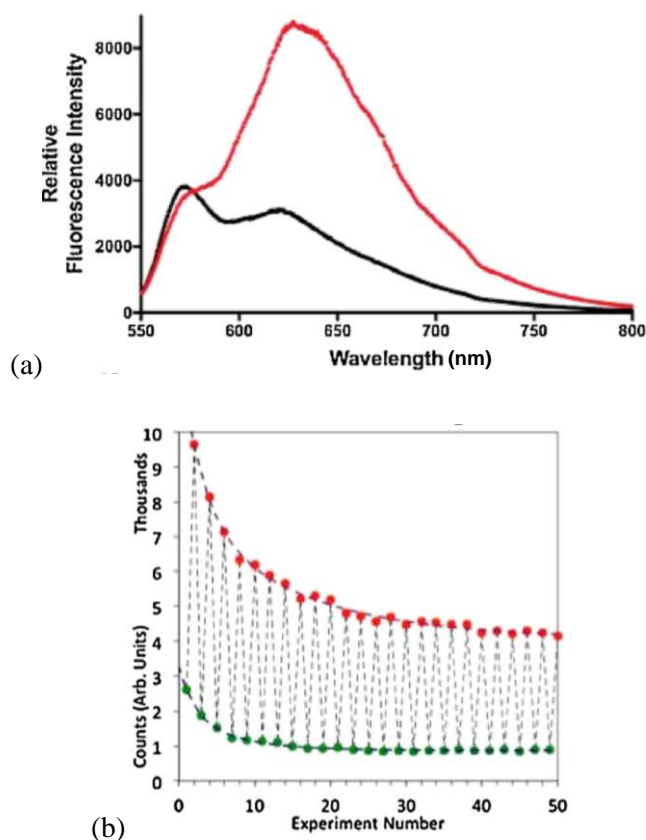 8000
6000
4000
2000
0
Relative
Fluorescence Intensity
550 600 650 700 750 800
Wavelength (nm)
(a)
10
9
8
7
6
5
4
3
2
1
0
Thousands
Counts (Arb. Units)
0 10 20 30 40 50
Experiment Number
(b)